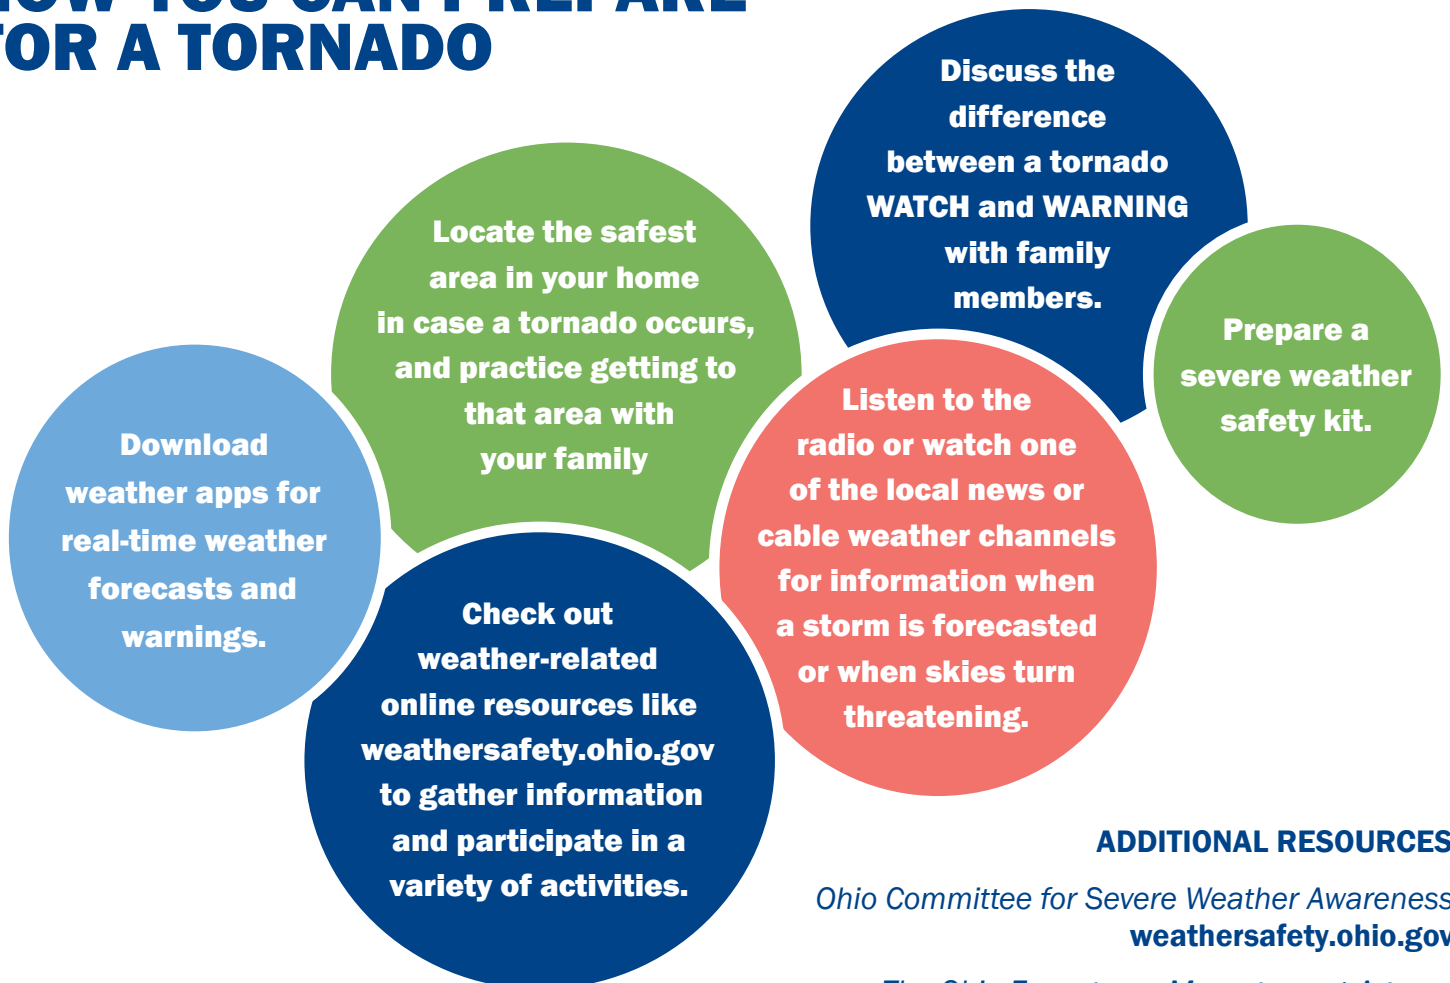 HOW YOU CAN PREPARE
FOR A TORNADO
Download
weather apps for
real-time weather
forecasts and
warnings.
Locate the safest
area in your home
in case a tornado occurs,
and practice getting to
that area with
your family
Check out
weather-related
online resources like
weathersafety.ohio.gov
to gather information
and participate in a
variety of activities.
Discuss the
difference
between a tornado
WATCH and WARNING
with family
members.
Listen to the
radio or watch one
of the local news or
cable weather channels
for information when
a storm is forecasted
or when skies turn
threatening.
Prepare a
severe weather
safety kit.
ADDITIONAL RESOURCES
Ohio Committee for Severe Weather Awareness
weathersafety.ohio.gov